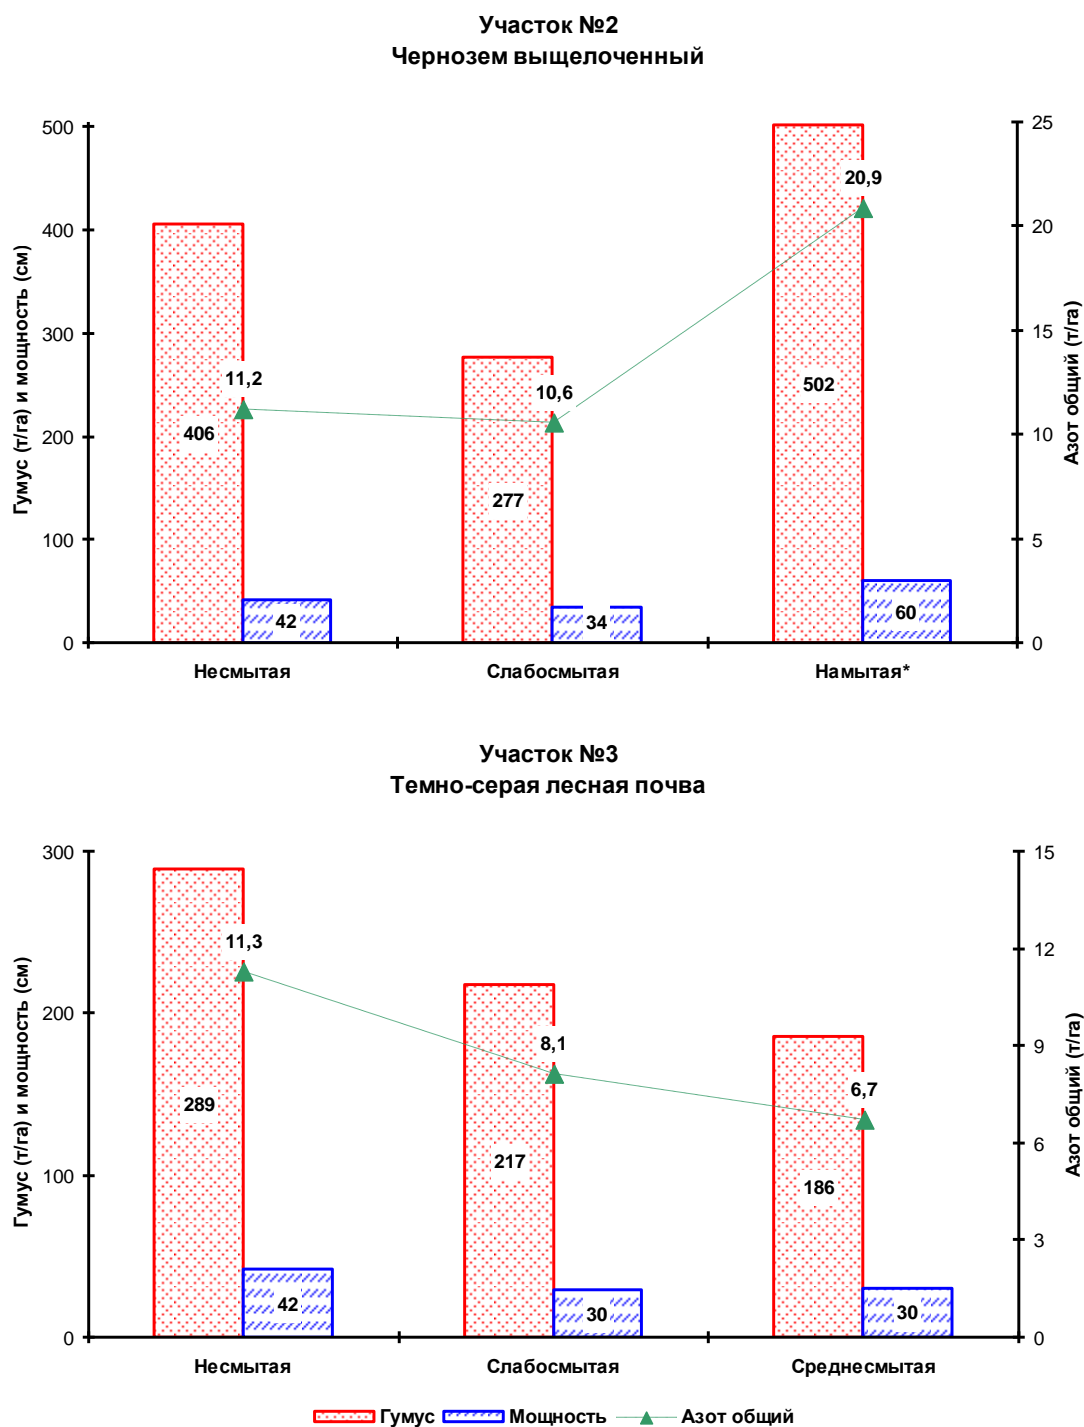 Участок №2
Чернозем выщелоченный
Гумус (т/га) и мощность (см)
500
400
300
200
100
0
406
11,2
42
277
10,6
34
502
20,9
60
25
20
15
10
5
0
Азот общий (т/га)
Несмытая
Слабосмытая
Намытая*
Участок №3
Темно-серая лесная почва
Гумус (т/га) и мощность (см)
300
200
100
0
289
11,3
42
217
8,1
30
186
6,7
30
15
12
9
6
3
0
Азот общий (т/га)
Несмытая
Слабосмытая
Среднесмытая
Гумус
Мощность
Азот общий